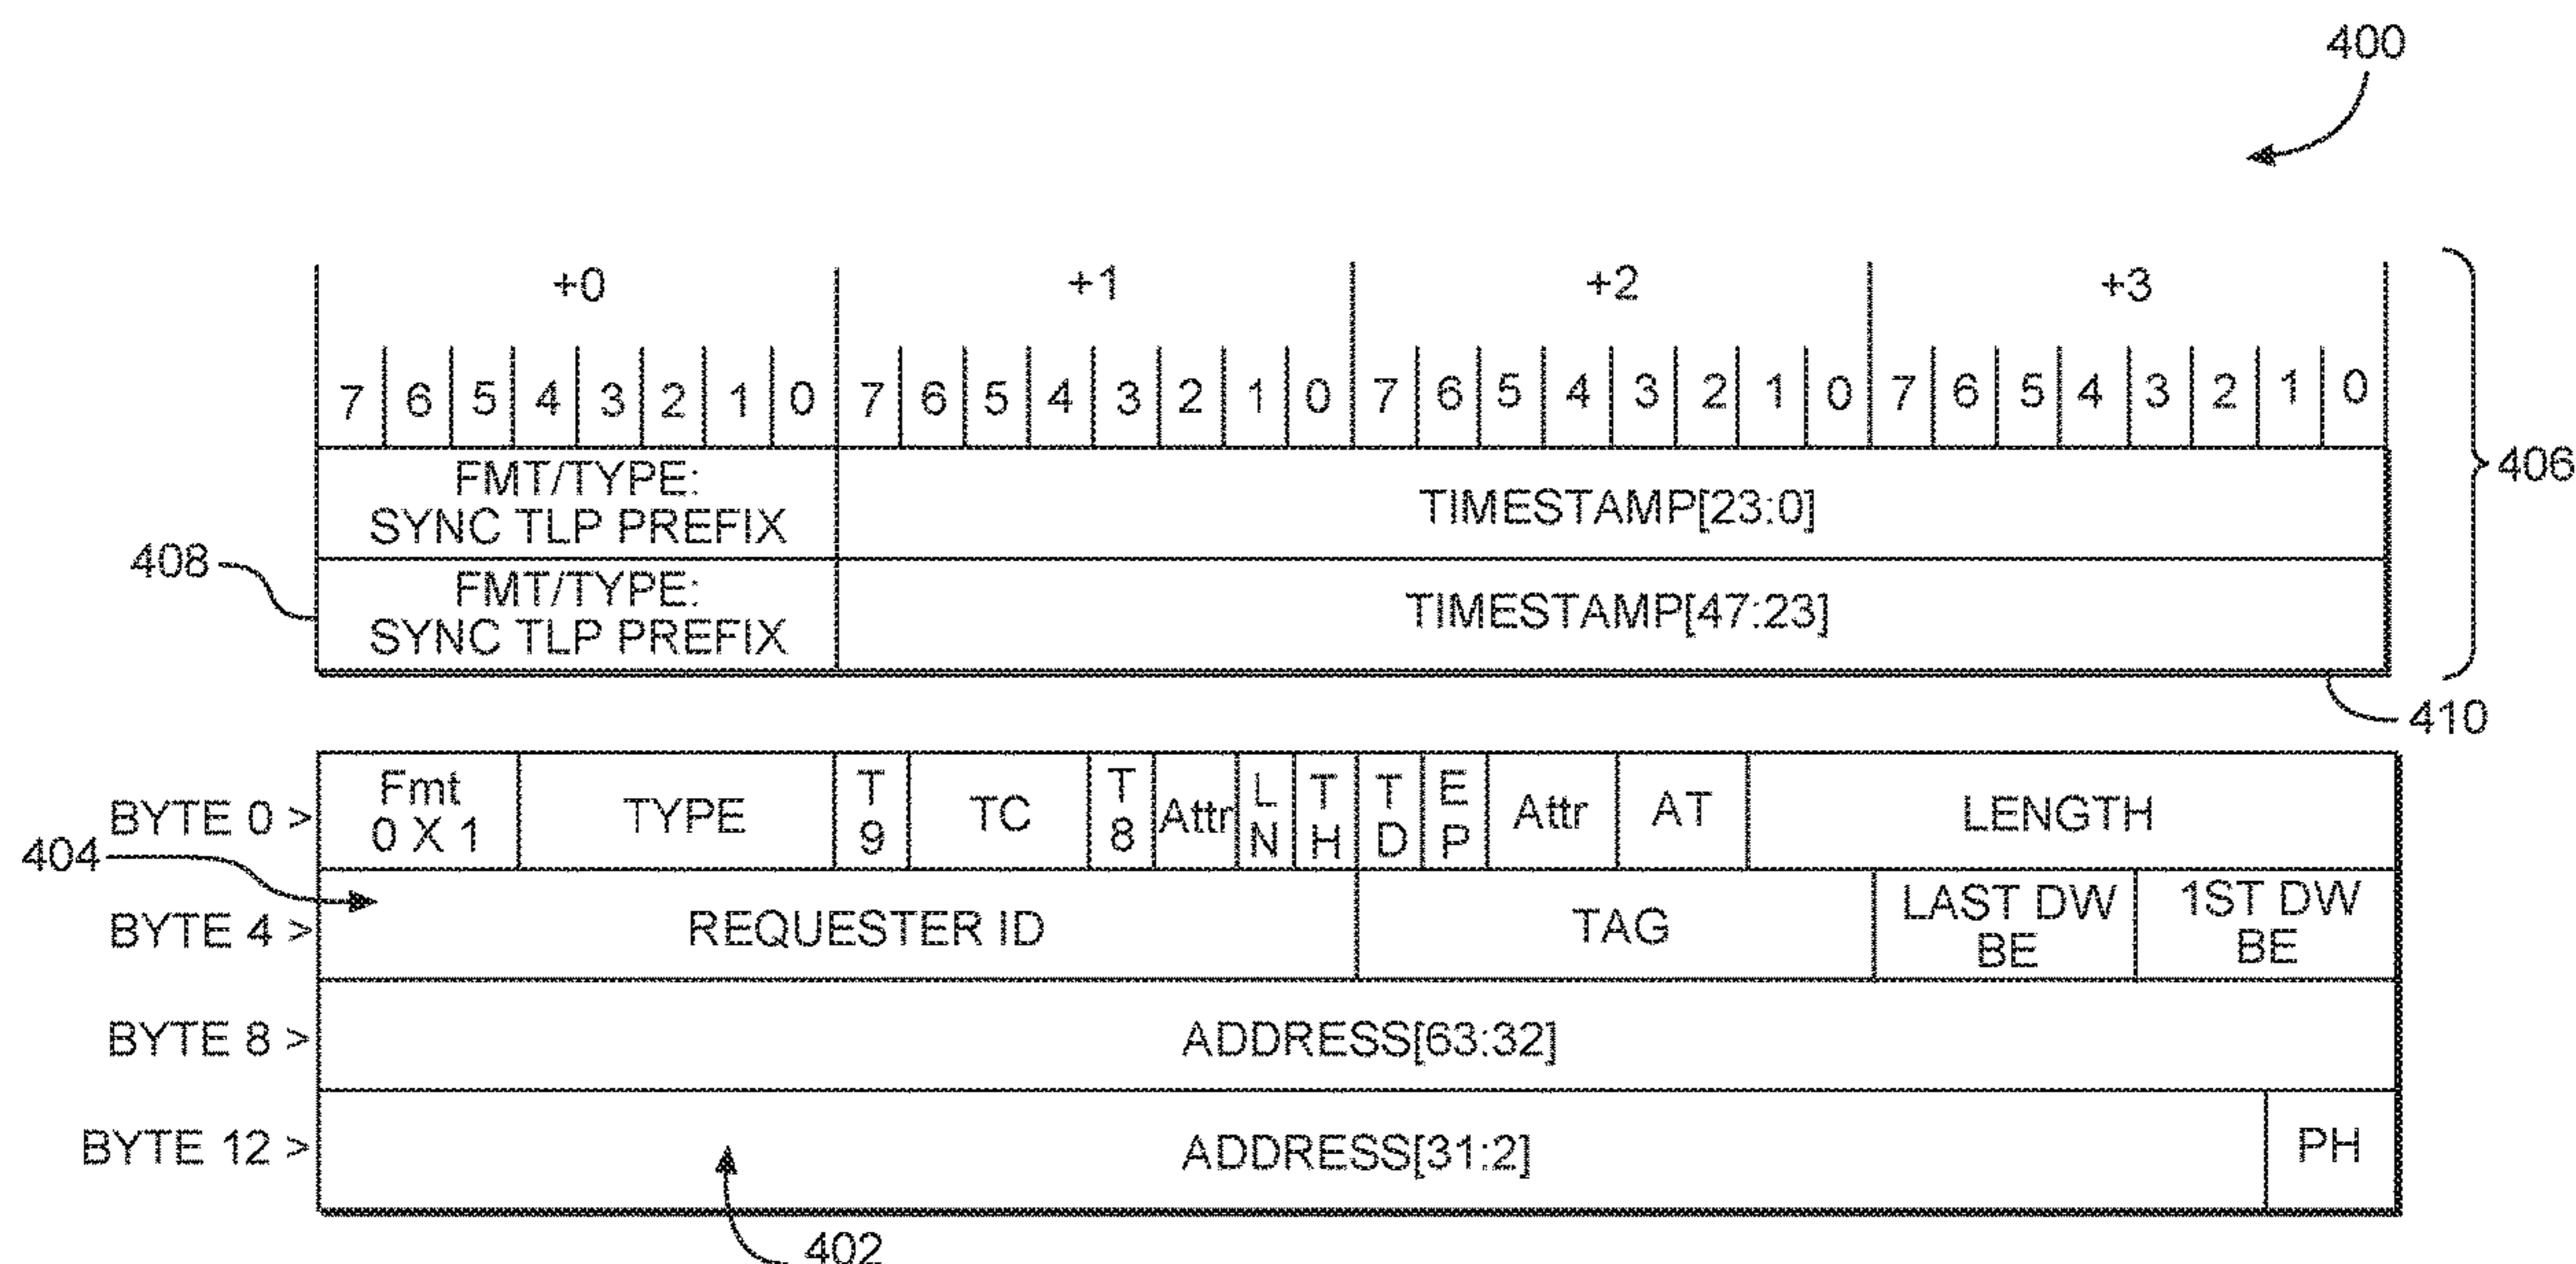 400
+0 +1 +2 +3
7 6 5 4 3 2 1 0 7 6 5 4 3 2 1 0 7 6 5 4 3 2 1 0 7 6 5 4 3 2 1 0
406
FMT/TYPE:
SYNC TLP PREFIX
TIMESTAMP[23:0]
408
FMT/TYPE:
SYNC TLP PREFIX
TIMESTAMP[47:23]
410
BYTE 0 >
Fmt
0 X 1
TYPE
T
9
TC
T
8
Attr
L
N
T
H
T
D
E
P
Attr
AT
LENGTH
404
BYTE 4 >
REQUESTER ID
TAG
LAST DW
BE
1ST DW
BE
BYTE 8 >
ADDRESS[63:32]
BYTE 12 >
ADDRESS[31:2]
PH
402